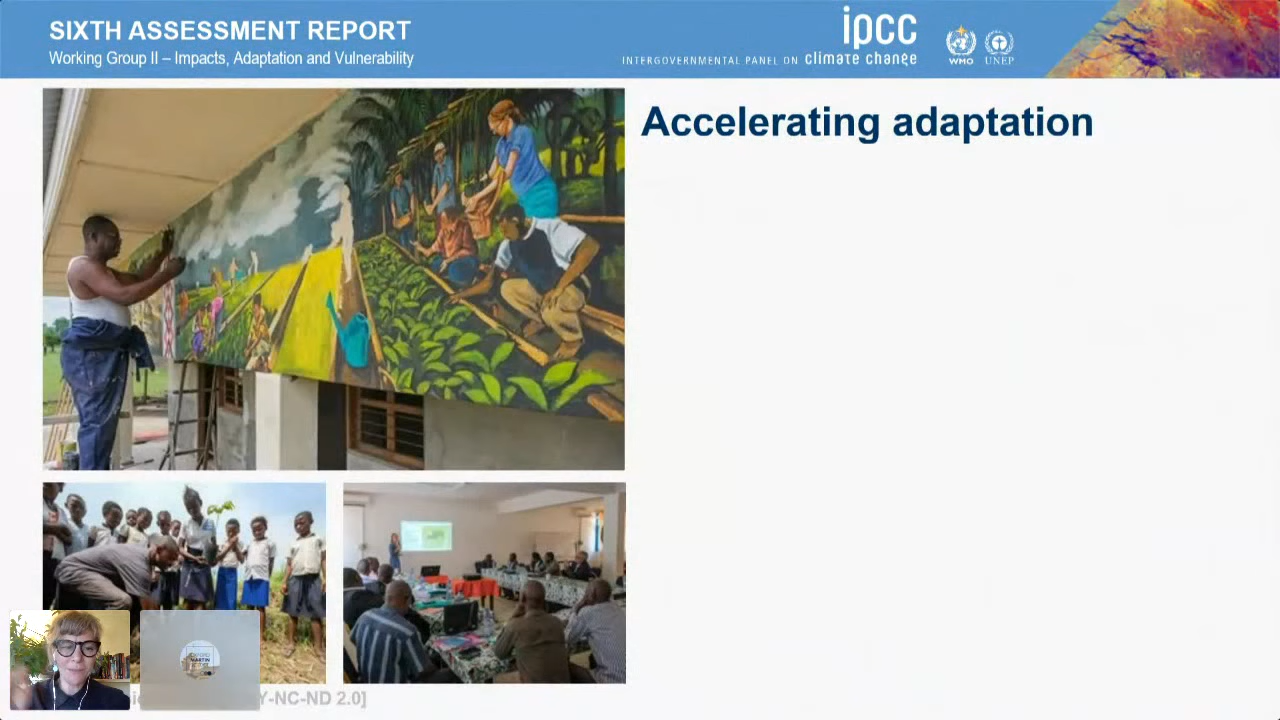 SIXTH ASSESSMENT REPORT
Working Group II – Impacts, Adaptation and Vulnerability
ipcc
INTERGOVERNMENTAL PANEL ON climate change
WMO
UNEP
Accelerating adaptation
MARTIN
Y-NC-ND 2.0]